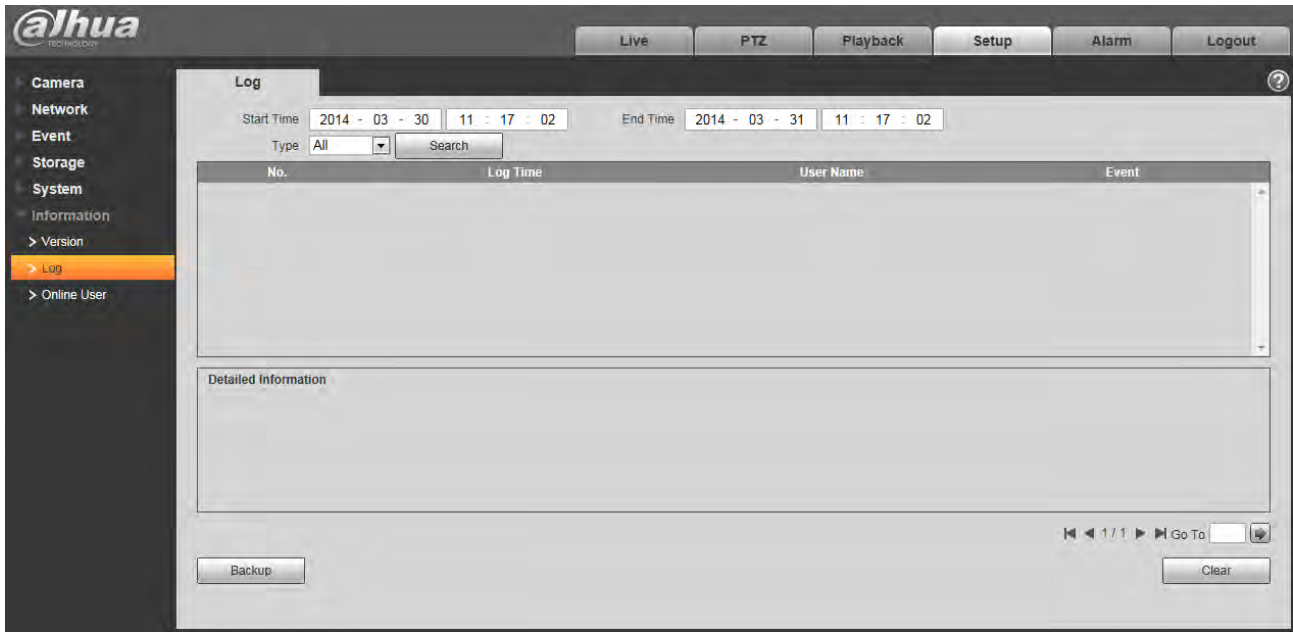 alhua
TECHNOLOGY
Live PTZ Playback Setup Alarm Logout
Camera
Network
Event
Storage
System
Information
> Version
> Log
> Online User
Log
?
Start Time 2014 - 03 - 30 11 : 17 : 02 End Time 2014 - 03 - 31 11 : 17 : 02
Type All Search
No. Log Time User Name Event
Detailed Information
1 / 1 Go To
Backup Clear